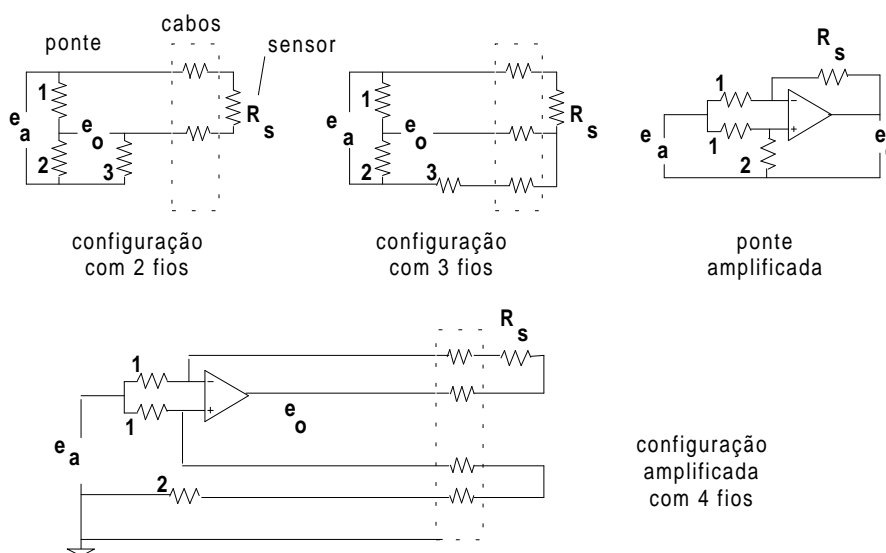 cabos
ponte
sensor
1
2
3
e a
e o
R s
configuração
com 2 fios
1
2
3
e a
e o
R s
configuração
com 3 fios
R s
1
1
2
e a
e
ponte
amplificada
R s
1
1
2
e a
e o
configuração
amplificada
com 4 fios